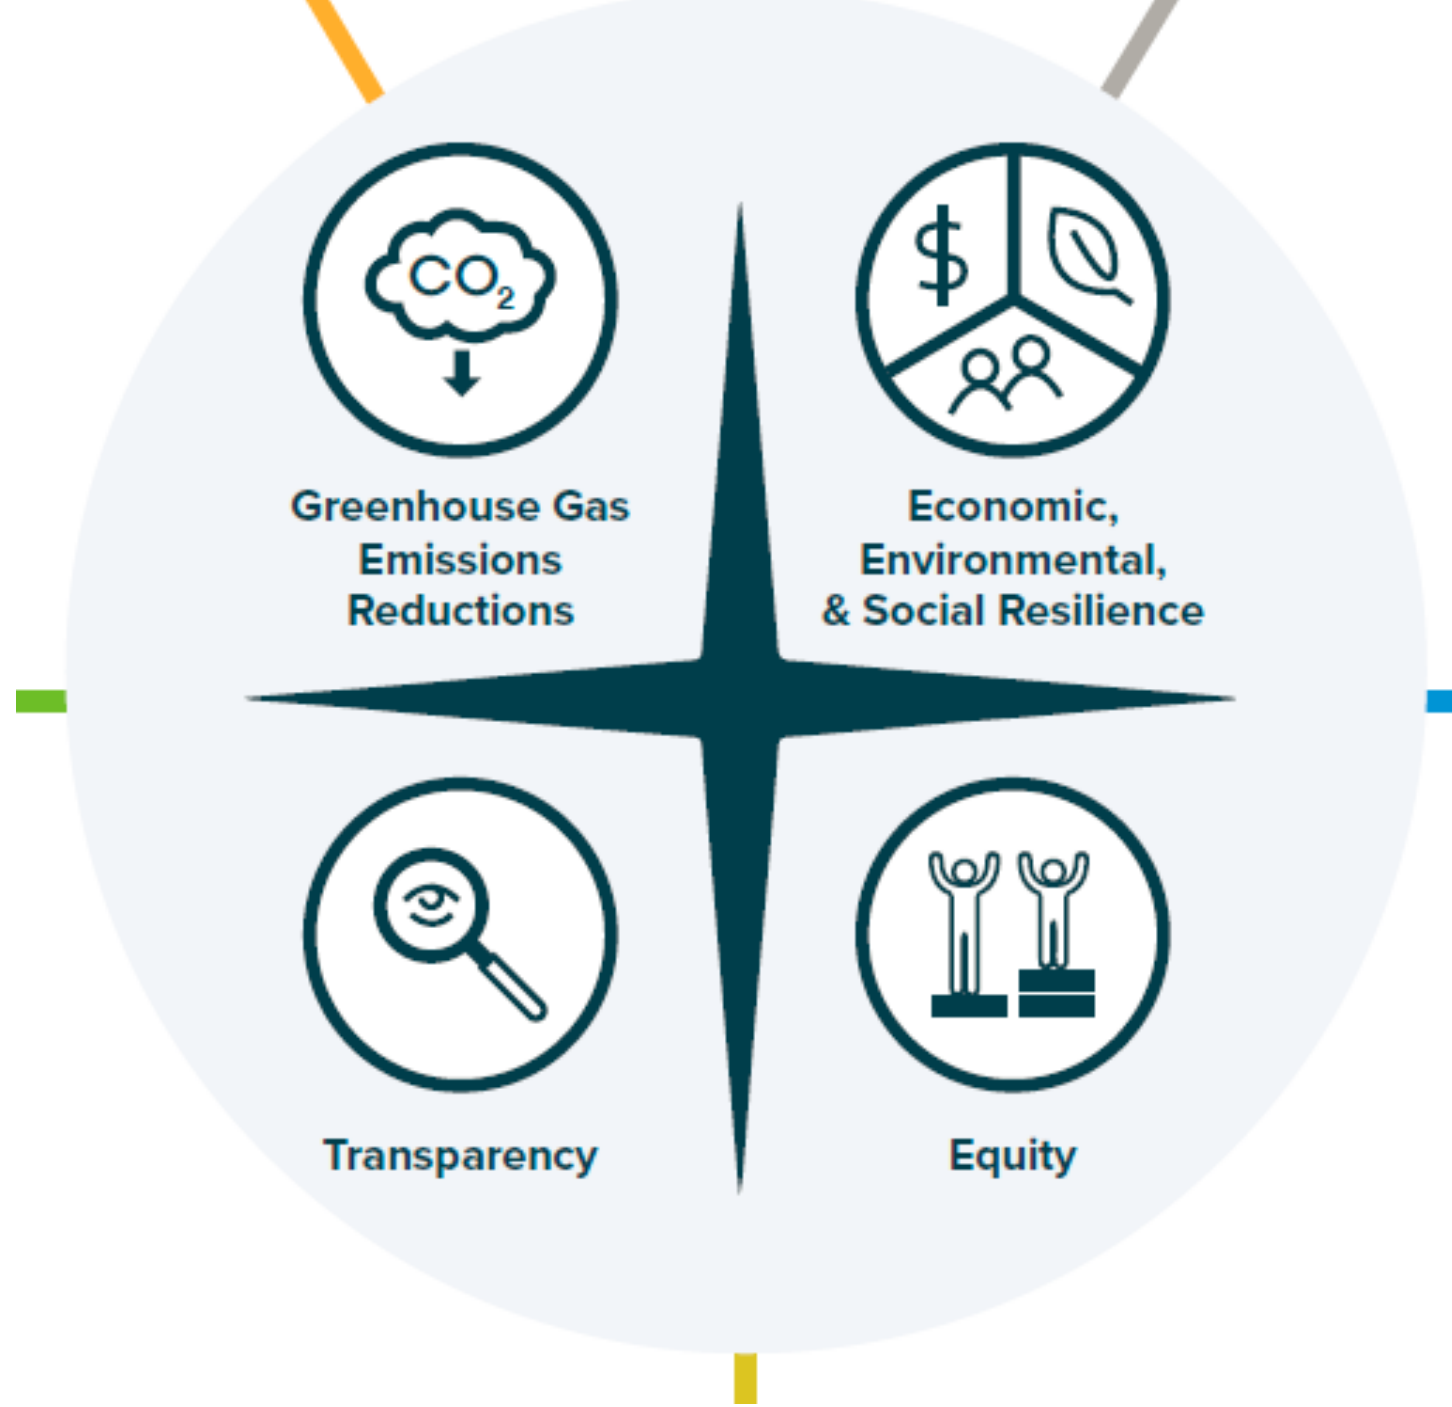 CO₂
$
Greenhouse Gas
Emissions
Reductions
Economic,
Environmental,
& Social Resilience
Transparency
Equity